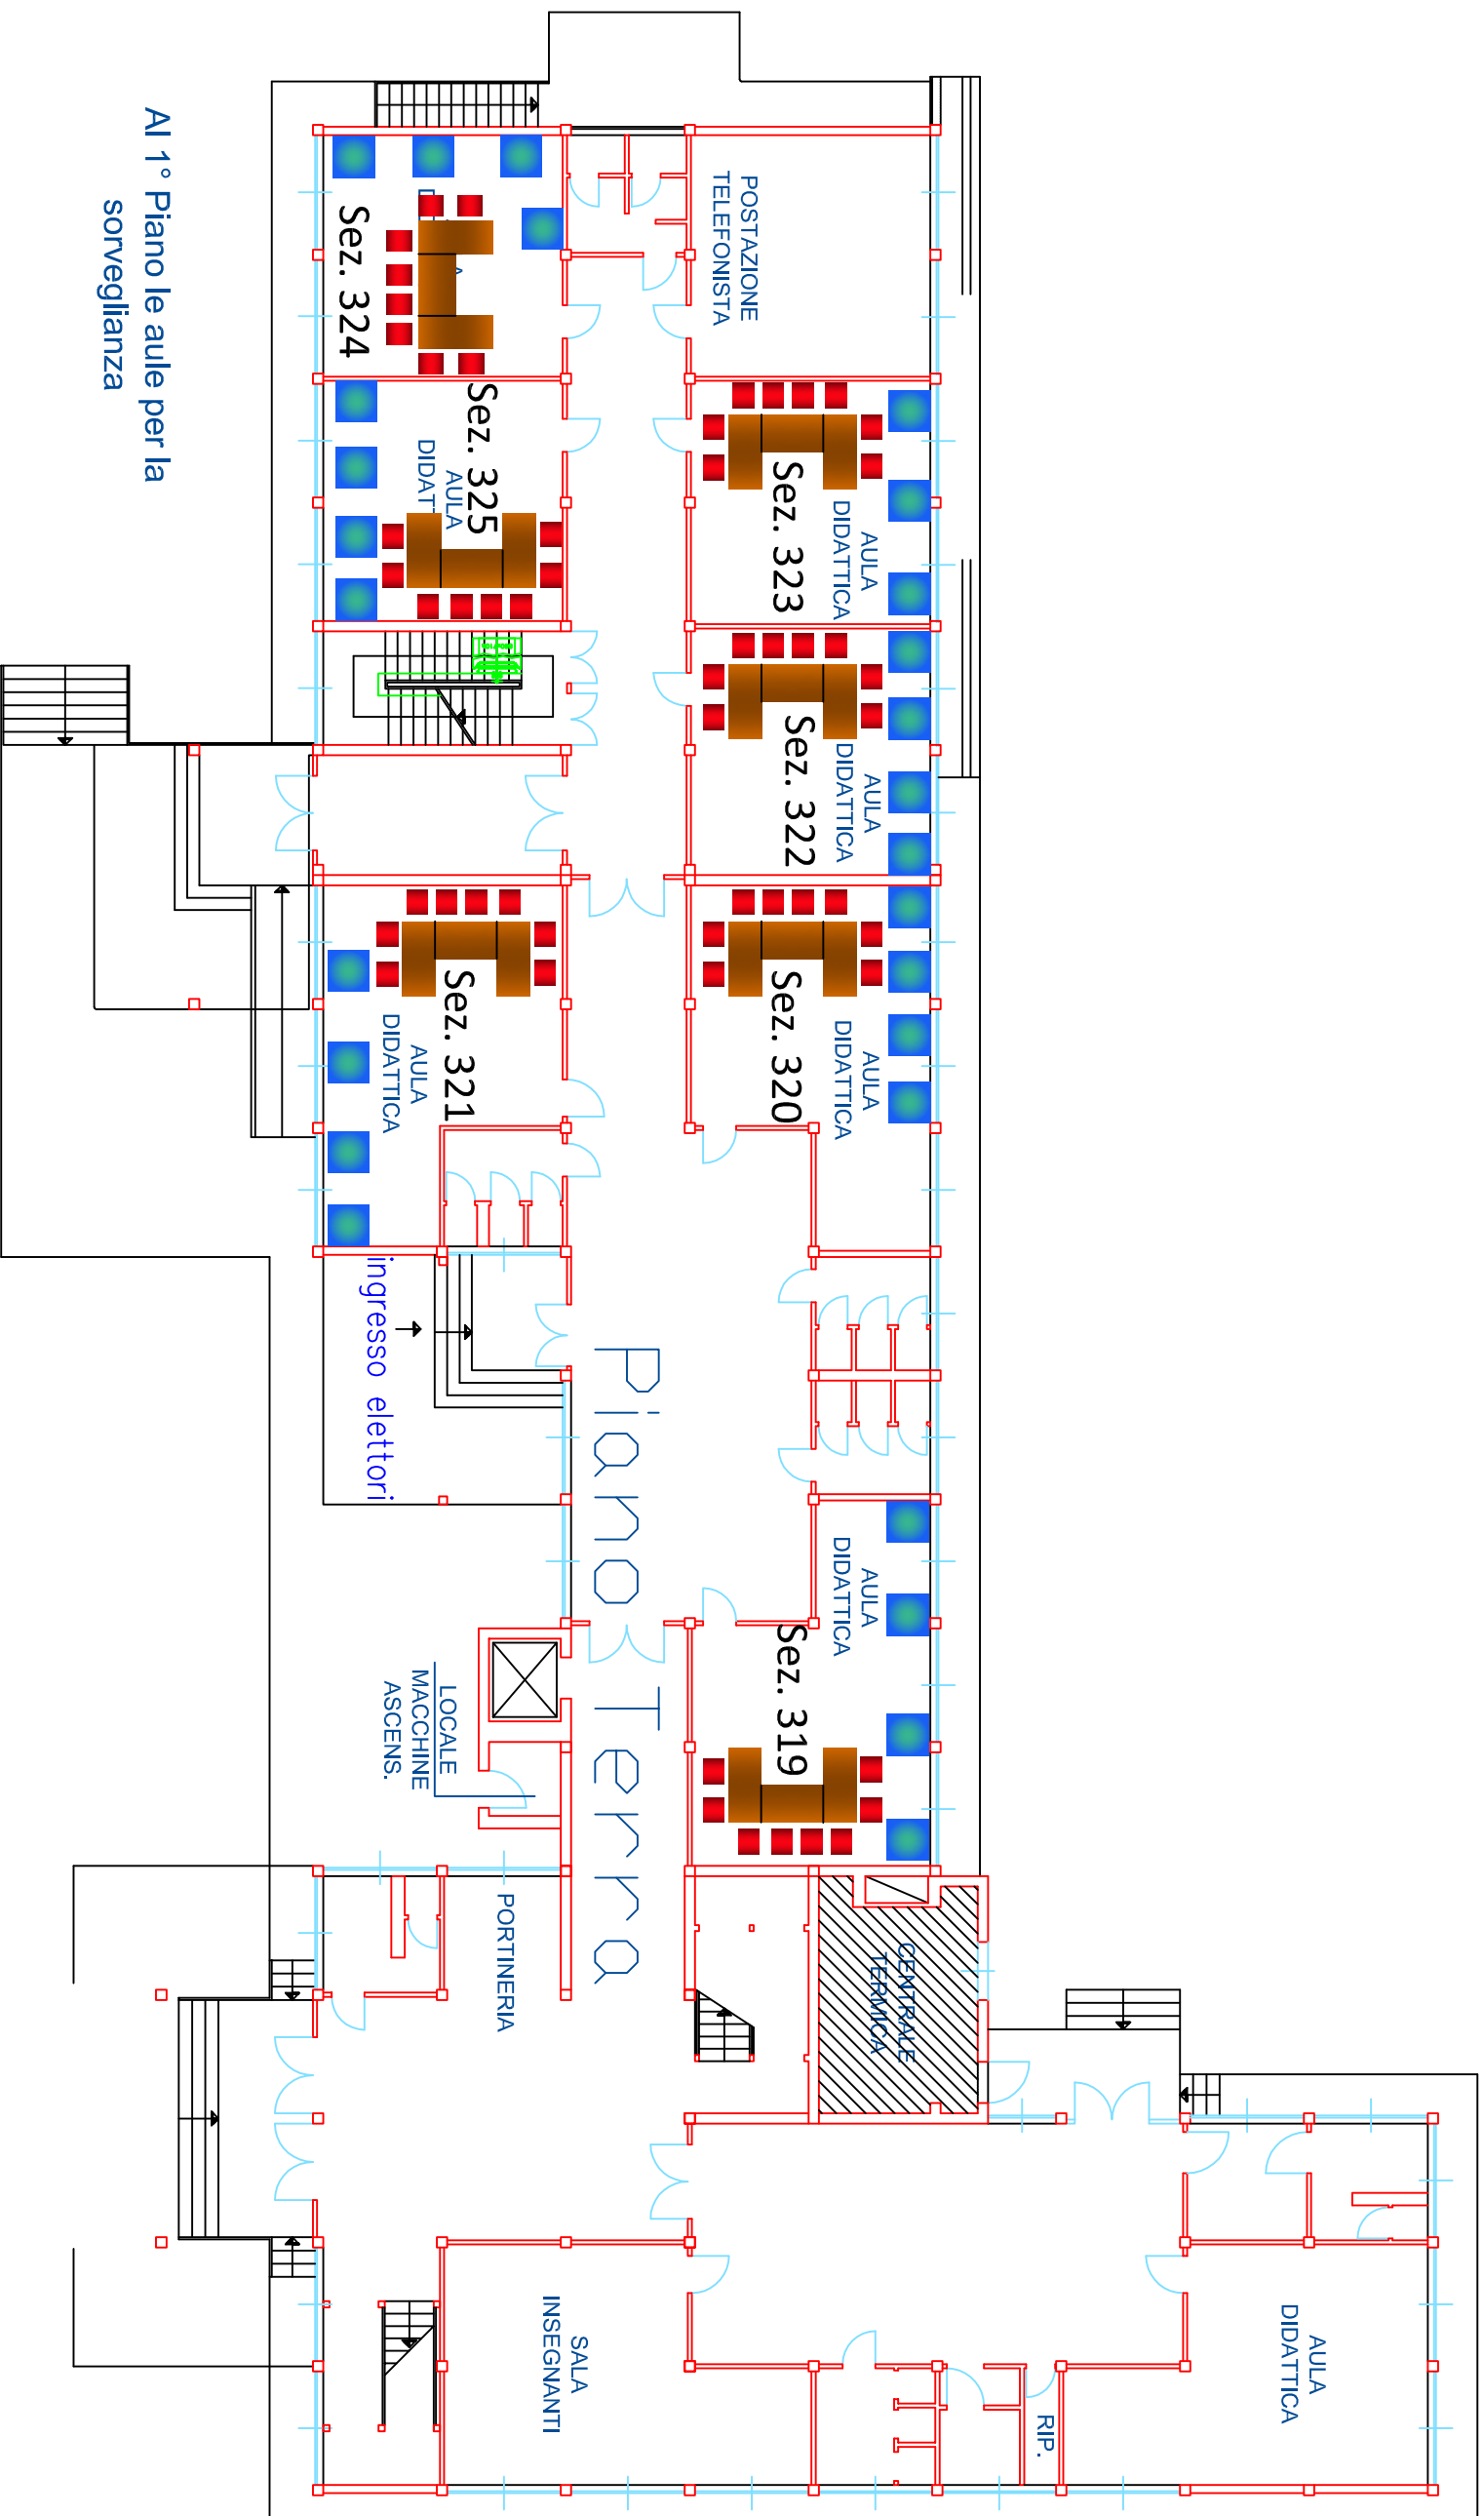 POSTAZIONE
TELEFONISTA
Sez. 324
AULA
DIDAT
Sez. 325
AULA
DIDATTICA
Sez. 323
AULA
DIDATTICA
Sez. 322
AULA
DIDATTICA
Sez. 320
AULA
DIDATTICA
Sez. 321
ingresso elettori
Piano Terra
AULA
DIDATTICA
Sez. 319
LOCALE
MACCHINE
ASCENS.
PORTINERIA
CENTRALE
TERMICA
SALA
INSEGNANTI
RIP.
AULA
DIDATTICA
Al 1° Piano le aule per la
sorveglianza